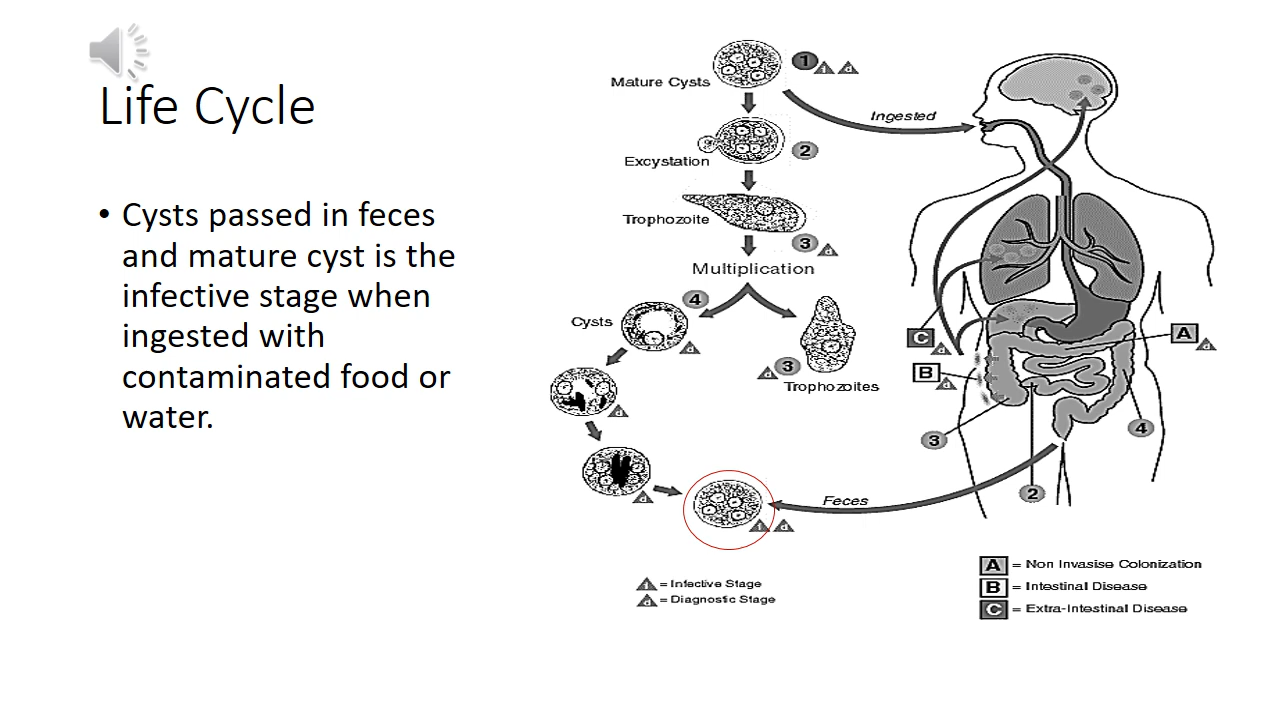 Life Cycle
• Cysts passed in feces
and mature cyst is the
infective stage when
ingested with
contaminated food or
water.
Mature Cysts
1
i d
Ingested
Excystation
2
Trophozoite
3
d
Multiplication
4
Cysts
d
d
3
Trophozoites
d
d
i d
Feces
C
d
B
d
A
d
3
4
2
i = Infective Stage
d = Diagnostic Stage
A = Non Invasise Colonization
B = Intestinal Disease
C = Extra-Intestinal Disease